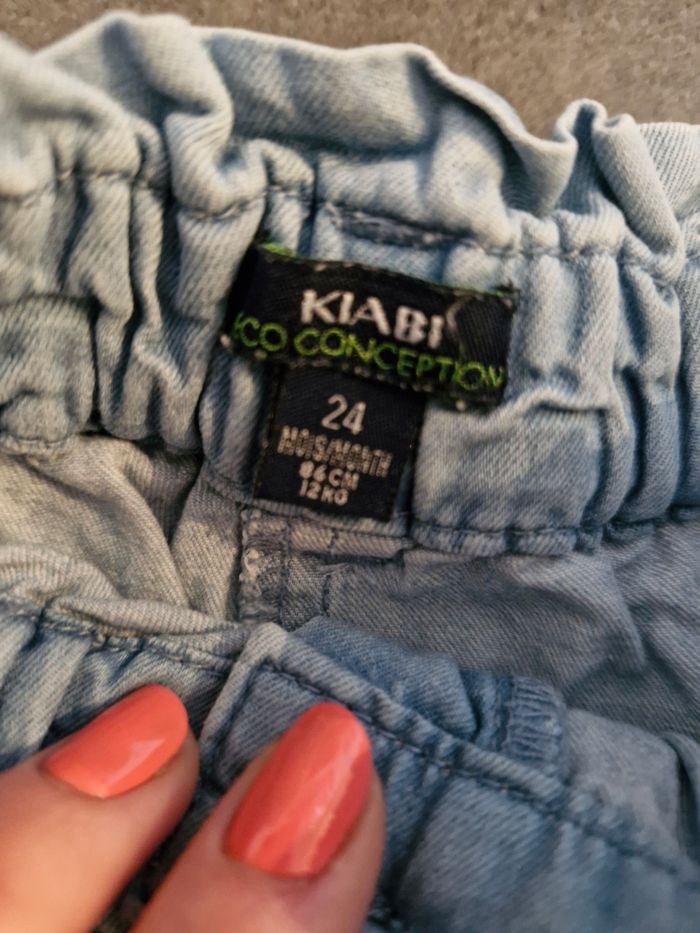 KIABI
ECO CONCEPTION
24
MOIS/MONTH
86CM
12KG